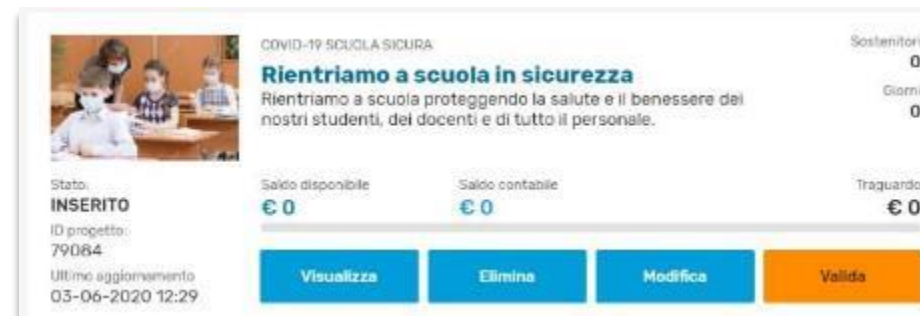 COVID-19 SCUOLA SICURA
Rientriamo a scuola in sicurezza
Rientriamo a scuola proteggendo la salute e il benessere dei
nostri studenti, dei docenti e di tutto il personale.
Sostenitori
0
Giorni
0
Stato:
INSERITO
ID progetto:
79084
Ultimo aggiornamento
03-06-2020 12:29
Saldo disponibile
€ 0
Saldo contabile
€ 0
Traguardo
€ 0
Visualizza
Elimina
Modifica
Valida